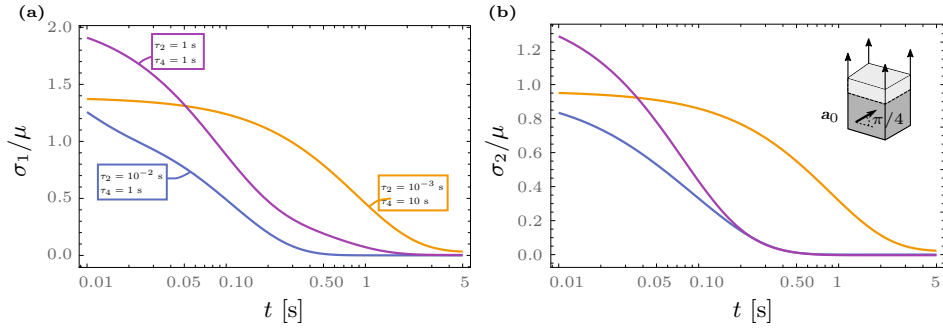 (a)
σ₁/μ
2.0
1.5
1.0
0.5
0.0
τ₂ = 1 s
τ₄ = 1 s
τ₂ = 10⁻² s
τ₄ = 1 s
τ₂ = 10⁻³ s
τ₄ = 10 s
0.01
0.05
0.10
0.50
1
5
t [s]
(b)
σ₂/μ
1.2
1.0
0.8
0.6
0.4
0.2
0.0
a₀
π/4
0.01
0.05
0.10
0.50
1
5
t [s]